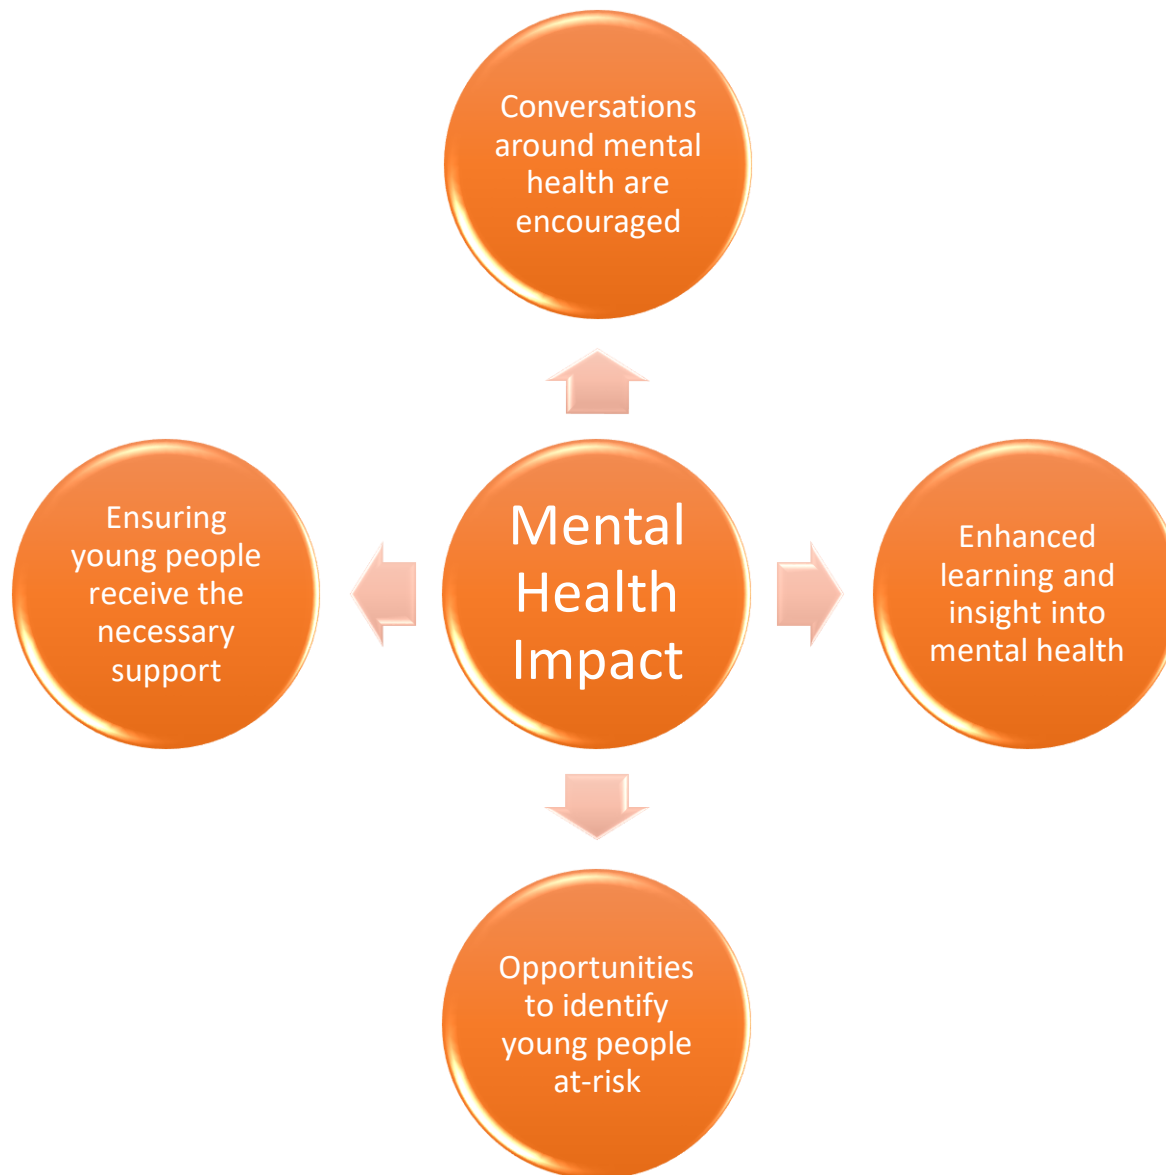 Conversations
around mental
health are
encouraged
Ensuring
young people
receive the
necessary
support
Mental
Health
Impact
Enhanced
learning and
insight into
mental health
Opportunities
to identify
young people
at-risk